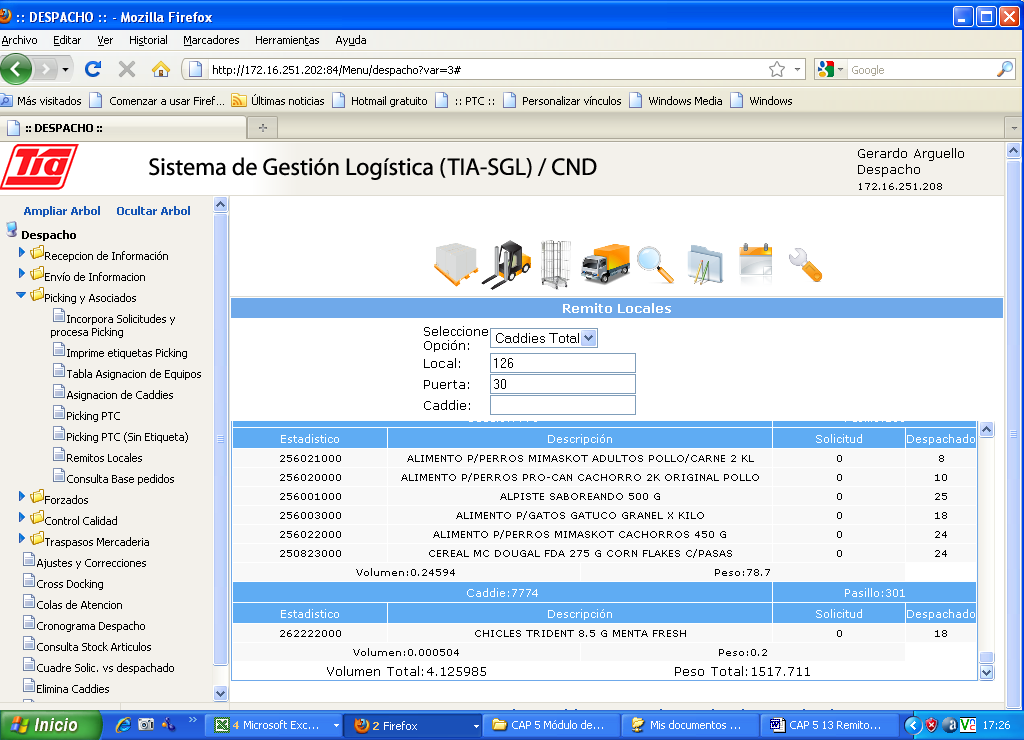 :: DESPACHO :: - Mozilla Firefox
Archivo Editar Ver Historial Marcadores Herramientas Ayuda
http://172.16.251.202:84/Menu/despacho?var=3#
Google
Más visitados Comenzar a usar Firef... Últimas noticias Hotmail gratuito :: PTC :: Personalizar vínculos Windows Media Windows
:: DESPACHO ::
Tia
Sistema de Gestión Logística (TIA-SGL) / CND
Gerardo Arguello
Despacho
172.16.251.208
Ampliar Arbol Ocultar Arbol
Despacho
Recepcion de Información
Envío de Informacion
Picking y Asociados
Incorpora Solicitudes y
procesa Picking
Imprime etiquetas Picking
Tabla Asignacion de Equipos
Asignacion de Caddies
Picking PTC
Picking PTC (Sin Etiqueta)
Remitos Locales
Consulta Base pedidos
Forzados
Control Calidad
Traspasos Mercaderia
Ajustes y Correcciones
Cross Docking
Colas de Atencion
Cronograma Despacho
Consulta Stock Articulos
Cuadre Solic. vs despachado
Elimina Caddies
Remito Locales
Seleccione
Opción: Caddies Total
Local: 126
Puerta: 30
Caddie:
Estadistico Descripción Solicitud Despachado
256021000 ALIMENTO P/PERROS MIMASKOT ADULTOS POLLO/CARNE 2 KL 0 8
256020000 ALIMENTO P/PERROS PRO-CAN CACHORRO 2K ORIGINAL POLLO 0 10
256001000 ALPISTE SABOREANDO 500 G 0 25
256003000 ALIMENTO P/GATOS GATUCO GRANEL X KILO 0 18
256022000 ALIMENTO P/PERROS MIMASKOT CACHORROS 450 G 0 24
250823000 CEREAL MC DOUGAL FDA 275 G CORN FLAKES C/PASAS 0 24
Volumen:0.24594 Peso:78.7
Caddie:7774 Pasillo:301
Estadistico Descripción Solicitud Despachado
262222000 CHICLES TRIDENT 8.5 G MENTA FRESH 0 18
Volumen:0.000504 Peso:0.2
Volumen Total:4.125985 Peso Total:1517.711
Inicio 4 Microsoft Exc... 2 Firefox CAP 5 Módulo de... Mis documentos ... CAP 5 13 Remito... 17:26